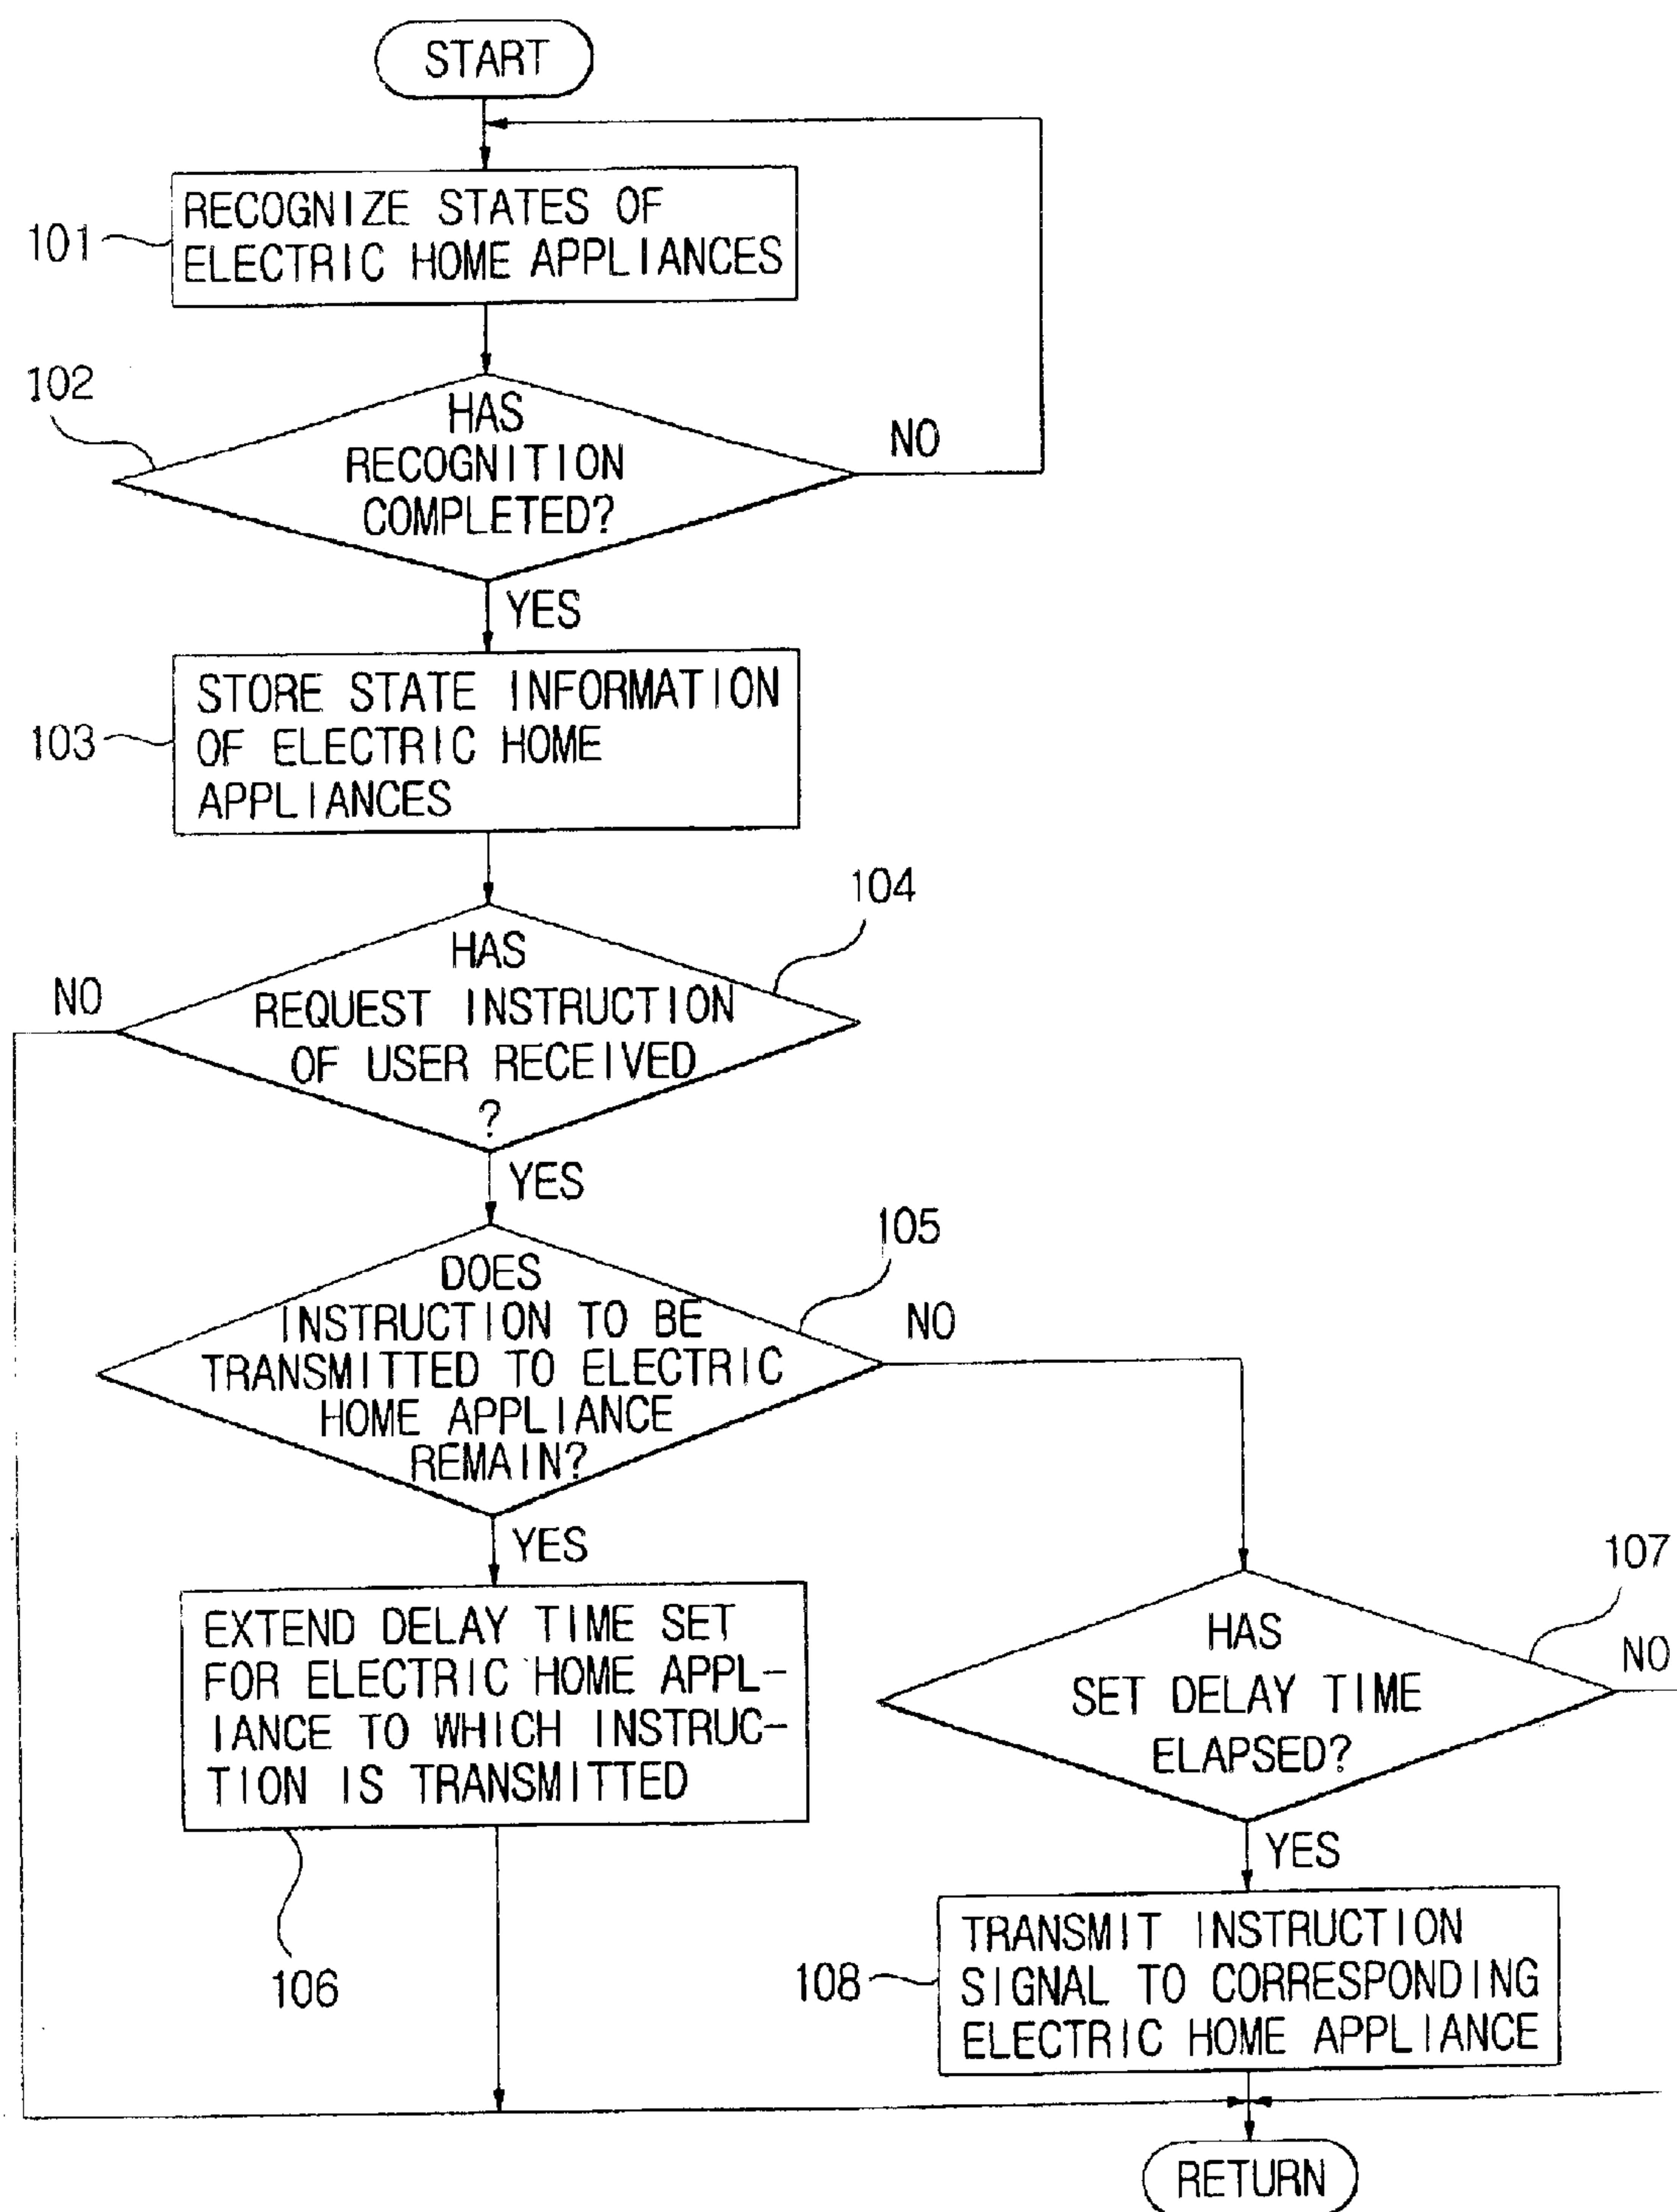 START
RECOGNIZE STATES OF
ELECTRIC HOME APPLIANCES
101
102
HAS
RECOGNITION
COMPLETED?
NO
YES
STORE STATE INFORMATION
OF ELECTRIC HOME
APPLIANCES
103
104
HAS
REQUEST INSTRUCTION
OF USER RECEIVED
?
NO
YES
105
DOES
INSTRUCTION TO BE
TRANSMITTED TO ELECTRIC
HOME APPLIANCE
REMAIN?
NO
YES
EXTEND DELAY TIME SET
FOR ELECTRIC HOME APPL-
IANCE TO WHICH INSTRUC-
TION IS TRANSMITTED
106
107
HAS
SET DELAY TIME
ELAPSED?
NO
YES
TRANSMIT INSTRUCTION
SIGNAL TO CORRESPONDING
ELECTRIC HOME APPLIANCE
108
RETURN